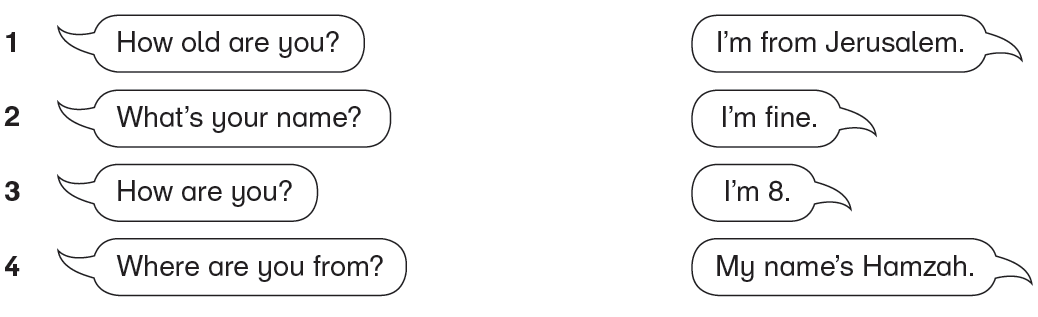 1 How old are you? I'm from Jerusalem.
2 What's your name? I'm fine.
3 How are you? I'm 8.
4 Where are you from? My name's Hamzah.